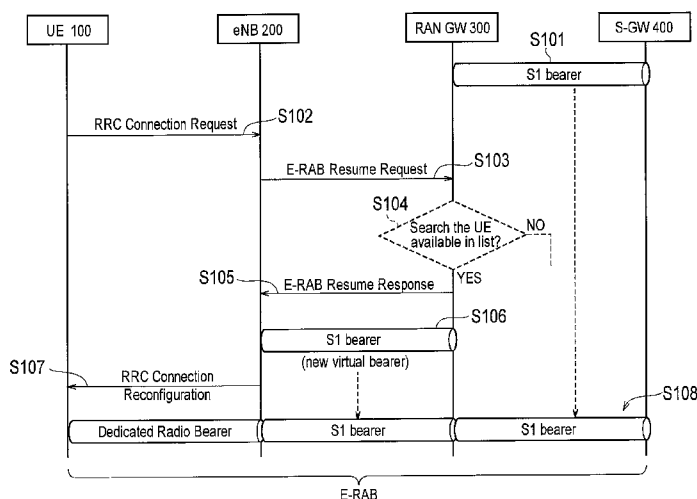 UE 100
eNB 200
RAN GW 300
S-GW 400
S101
S1 bearer
RRC Connection Request
S102
E-RAB Resume Request
S103
S104
Search the UE
available in list?
NO
YES
S105
E-RAB Resume Response
S106
S1 bearer
(new virtual bearer)
S107
RRC Connection
Reconfiguration
S108
Dedicated Radio Bearer
S1 bearer
S1 bearer
E-RAB